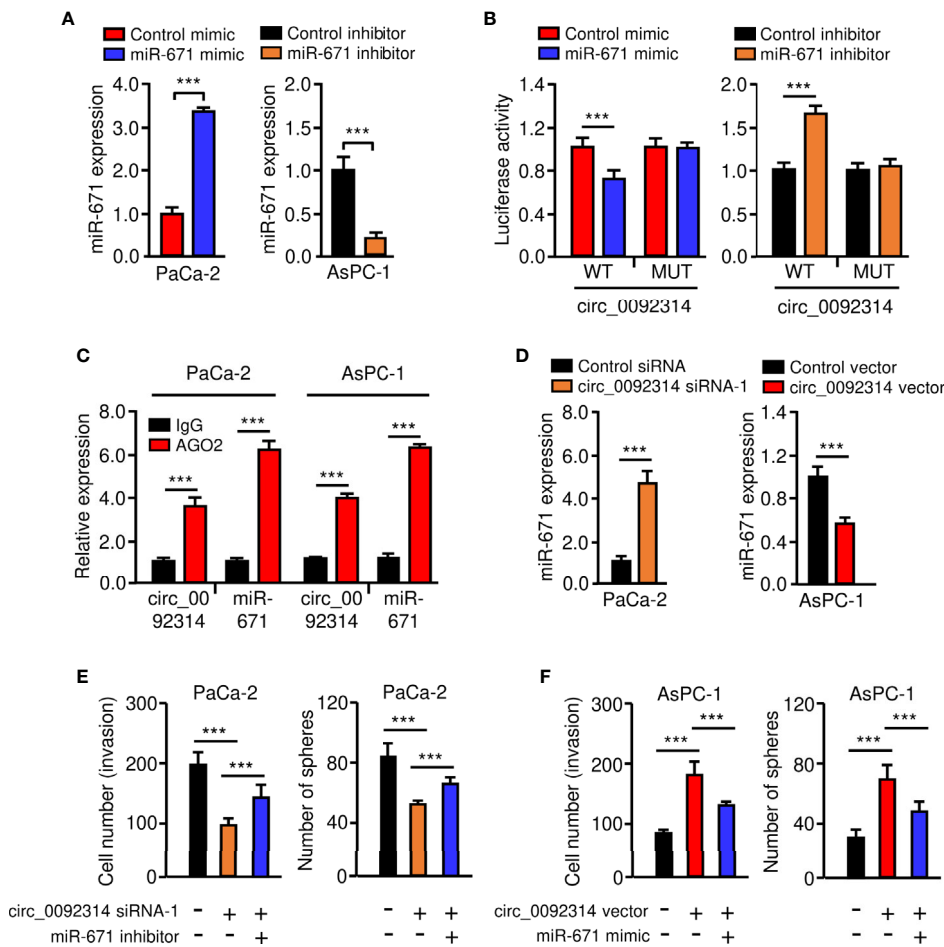 A
Control mimic
miR-671 mimic
Control inhibitor
miR-671 inhibitor
miR-671 expression
4.0
3.0
2.0
1.0
0.0
***
PaCa-2
miR-671 expression
2.0
1.5
1.0
0.5
0.0
***
AsPC-1
B
Control mimic
miR-671 mimic
Control inhibitor
miR-671 inhibitor
Luciferase activity
1.4
1.2
0.8
0.4
0.0
***
WT MUT
circ_0092314
2.0
1.5
1.0
0.5
0.0
***
WT MUT
circ_0092314
C
PaCa-2 AsPC-1
Relative expression
8.0
6.0
4.0
2.0
0.0
IgG
AGO2
***
***
***
***
circ_00 miR- circ_00 miR-
92314 671 92314 671
D
Control siRNA
circ_0092314 siRNA-1
Control vector
circ_0092314 vector
miR-671 expression
8.0
6.0
4.0
2.0
0.0
***
PaCa-2
miR-671 expression
1.4
1.2
0.8
0.4
0.0
***
AsPC-1
E
PaCa-2
Cell number (invasion)
300
200
100
0
***
***
PaCa-2
Number of spheres
120
80
40
0
***
***
circ_0092314 siRNA-1 - + + - + +
miR-671 inhibitor + +
F
AsPC-1
Cell number (invasion)
300
200
100
0
***
***
AsPC-1
Number of spheres
120
80
40
0
***
***
circ_0092314 vector - + + - + +
miR-671 mimic + +